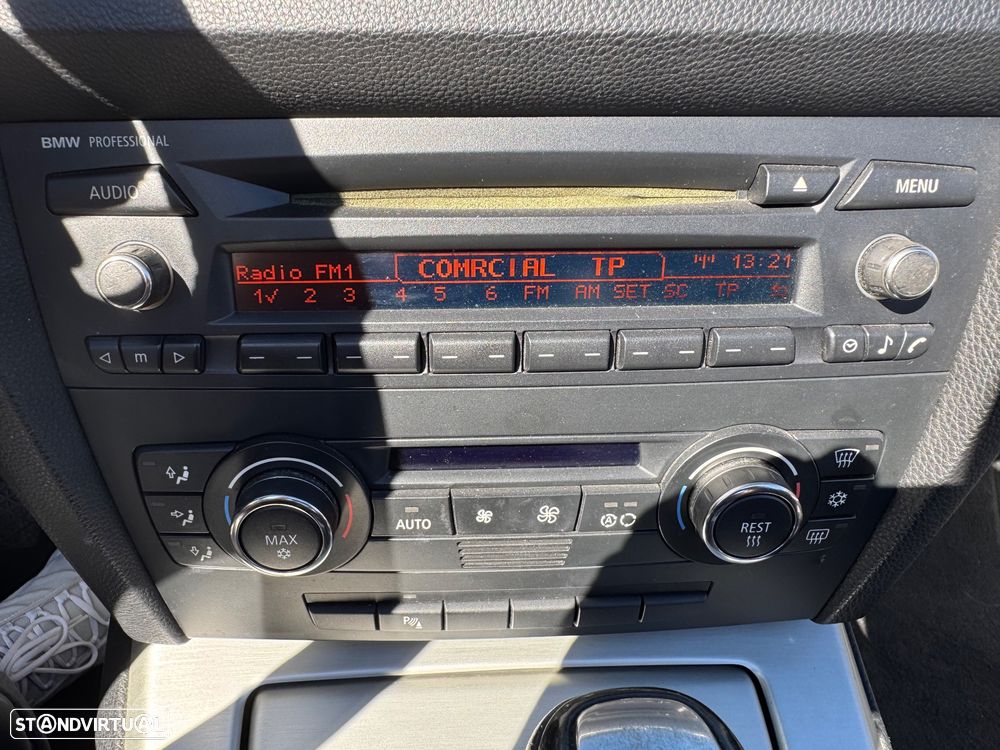 BMW PROFESSIONAL
AUDIO
MENU
Radio FM1 COMRCIAL TP 13:21
1√ 2 3 4 5 6 FM AM SET SC TP
m
AUTO
A
MAX
REST
P
STANDVIRTUAL